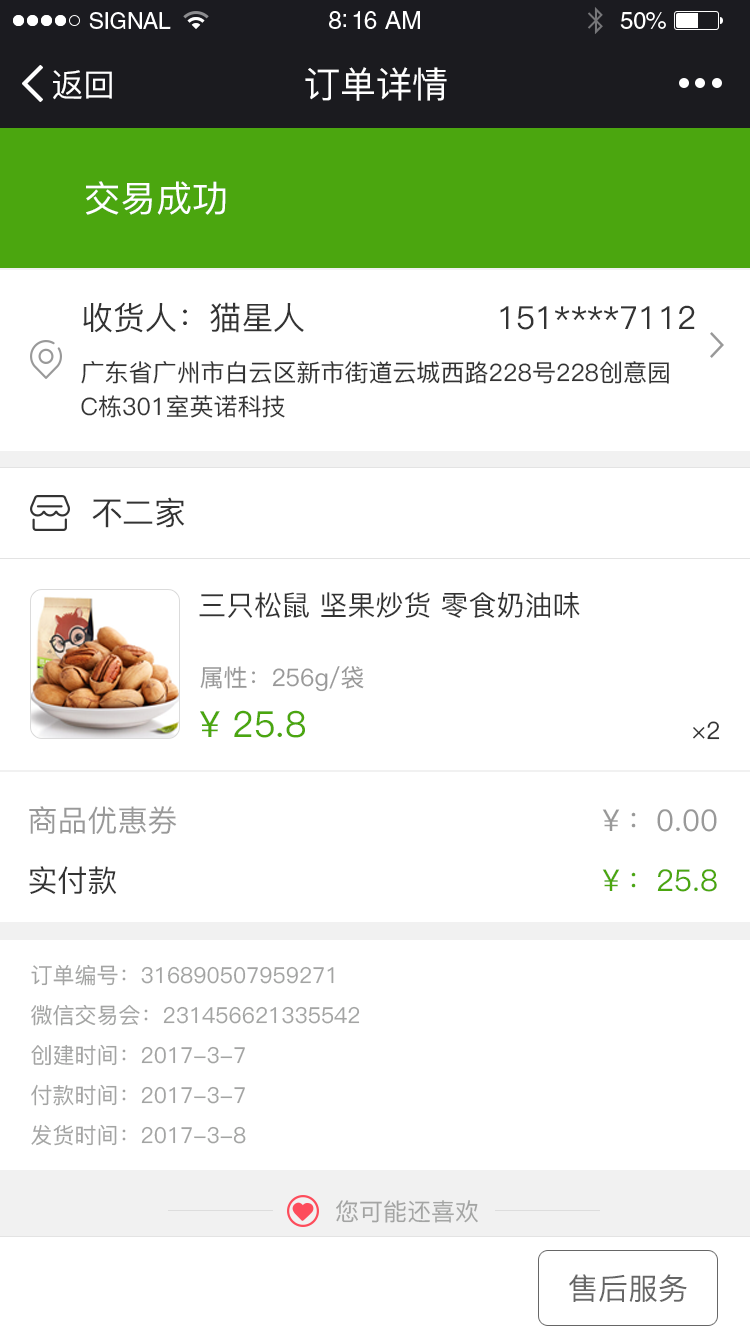 SIGNAL 8:16 AM 50%
返回 订单详情
交易成功
收货人：猫星人 151****7112
广东省广州市白云区新市街道云城西路228号228创意园
C栋301室英诺科技
不二家
三只松鼠 坚果炒货 零食奶油味
属性：256g/袋
¥ 25.8
×2
商品优惠券 ¥：0.00
实付款 ¥：25.8
订单编号：316890507959271
微信交易会：231456621335542
创建时间：2017-3-7
付款时间：2017-3-7
发货时间：2017-3-8
您可能还喜欢
售后服务